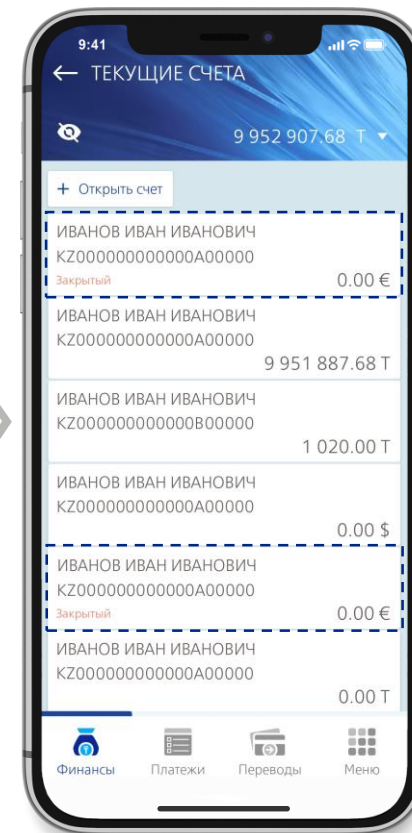 9:41
← ТЕКУЩИЕ СЧЕТА
9 952 907.68 T
+ Открыть счет
ИВАНОВ ИВАН ИВАНОВИЧ
KZ000000000000A00000
Закрытый 0.00 €
ИВАНОВ ИВАН ИВАНОВИЧ
KZ000000000000A00000
9 951 887.68 T
ИВАНОВ ИВАН ИВАНОВИЧ
KZ000000000000B00000
1 020.00 T
ИВАНОВ ИВАН ИВАНОВИЧ
KZ000000000000A00000
0.00 $
ИВАНОВ ИВАН ИВАНОВИЧ
KZ000000000000A00000
Закрытый 0.00 €
ИВАНОВ ИВАН ИВАНОВИЧ
KZ000000000000A00000
0.00 T
Финансы Платежи Переводы Меню